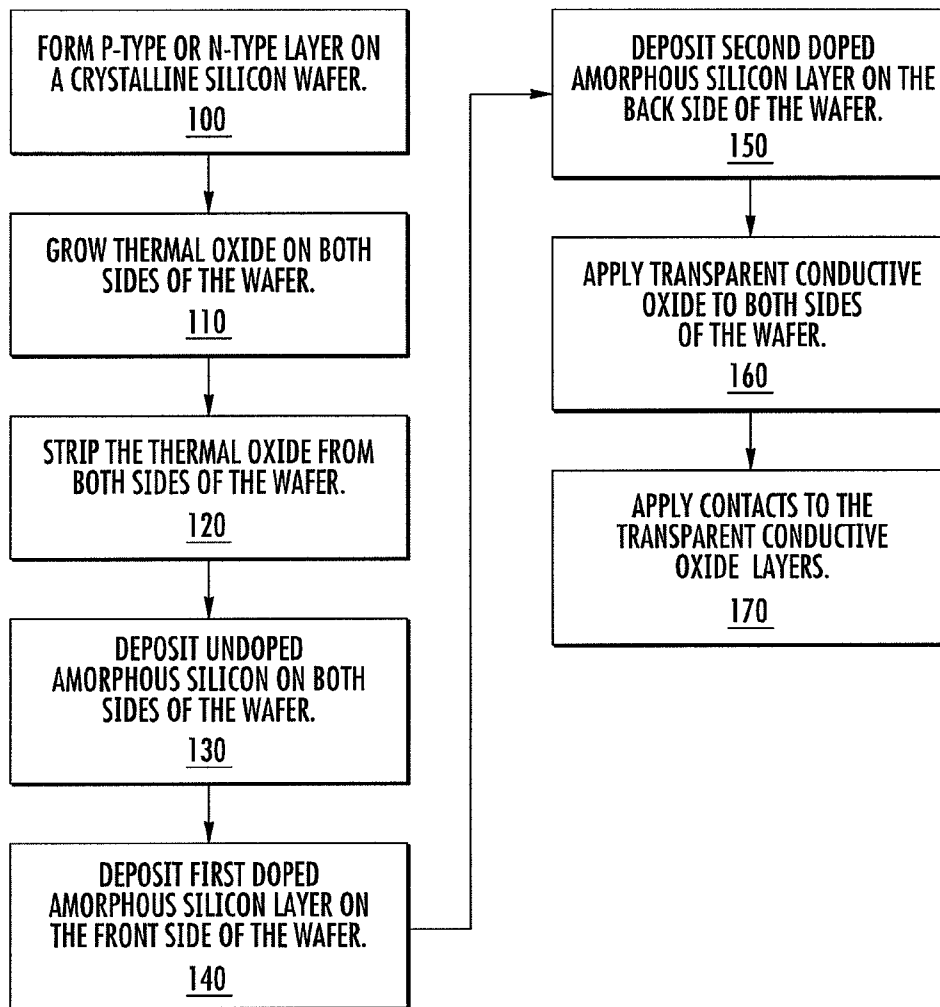 FORM P-TYPE OR N-TYPE LAYER ON
A CRYSTALLINE SILICON WAFER.
100
GROW THERMAL OXIDE ON BOTH
SIDES OF THE WAFER.
110
STRIP THE THERMAL OXIDE FROM
BOTH SIDES OF THE WAFER.
120
DEPOSIT UNDOPED
AMORPHOUS SILICON ON BOTH
SIDES OF THE WAFER.
130
DEPOSIT FIRST DOPED
AMORPHOUS SILICON LAYER ON
THE FRONT SIDE OF THE WAFER.
140
DEPOSIT SECOND DOPED
AMORPHOUS SILICON LAYER ON THE
BACK SIDE OF THE WAFER.
150
APPLY TRANSPARENT CONDUCTIVE
OXIDE TO BOTH SIDES
OF THE WAFER.
160
APPLY CONTACTS TO THE
TRANSPARENT CONDUCTIVE
OXIDE LAYERS.
170